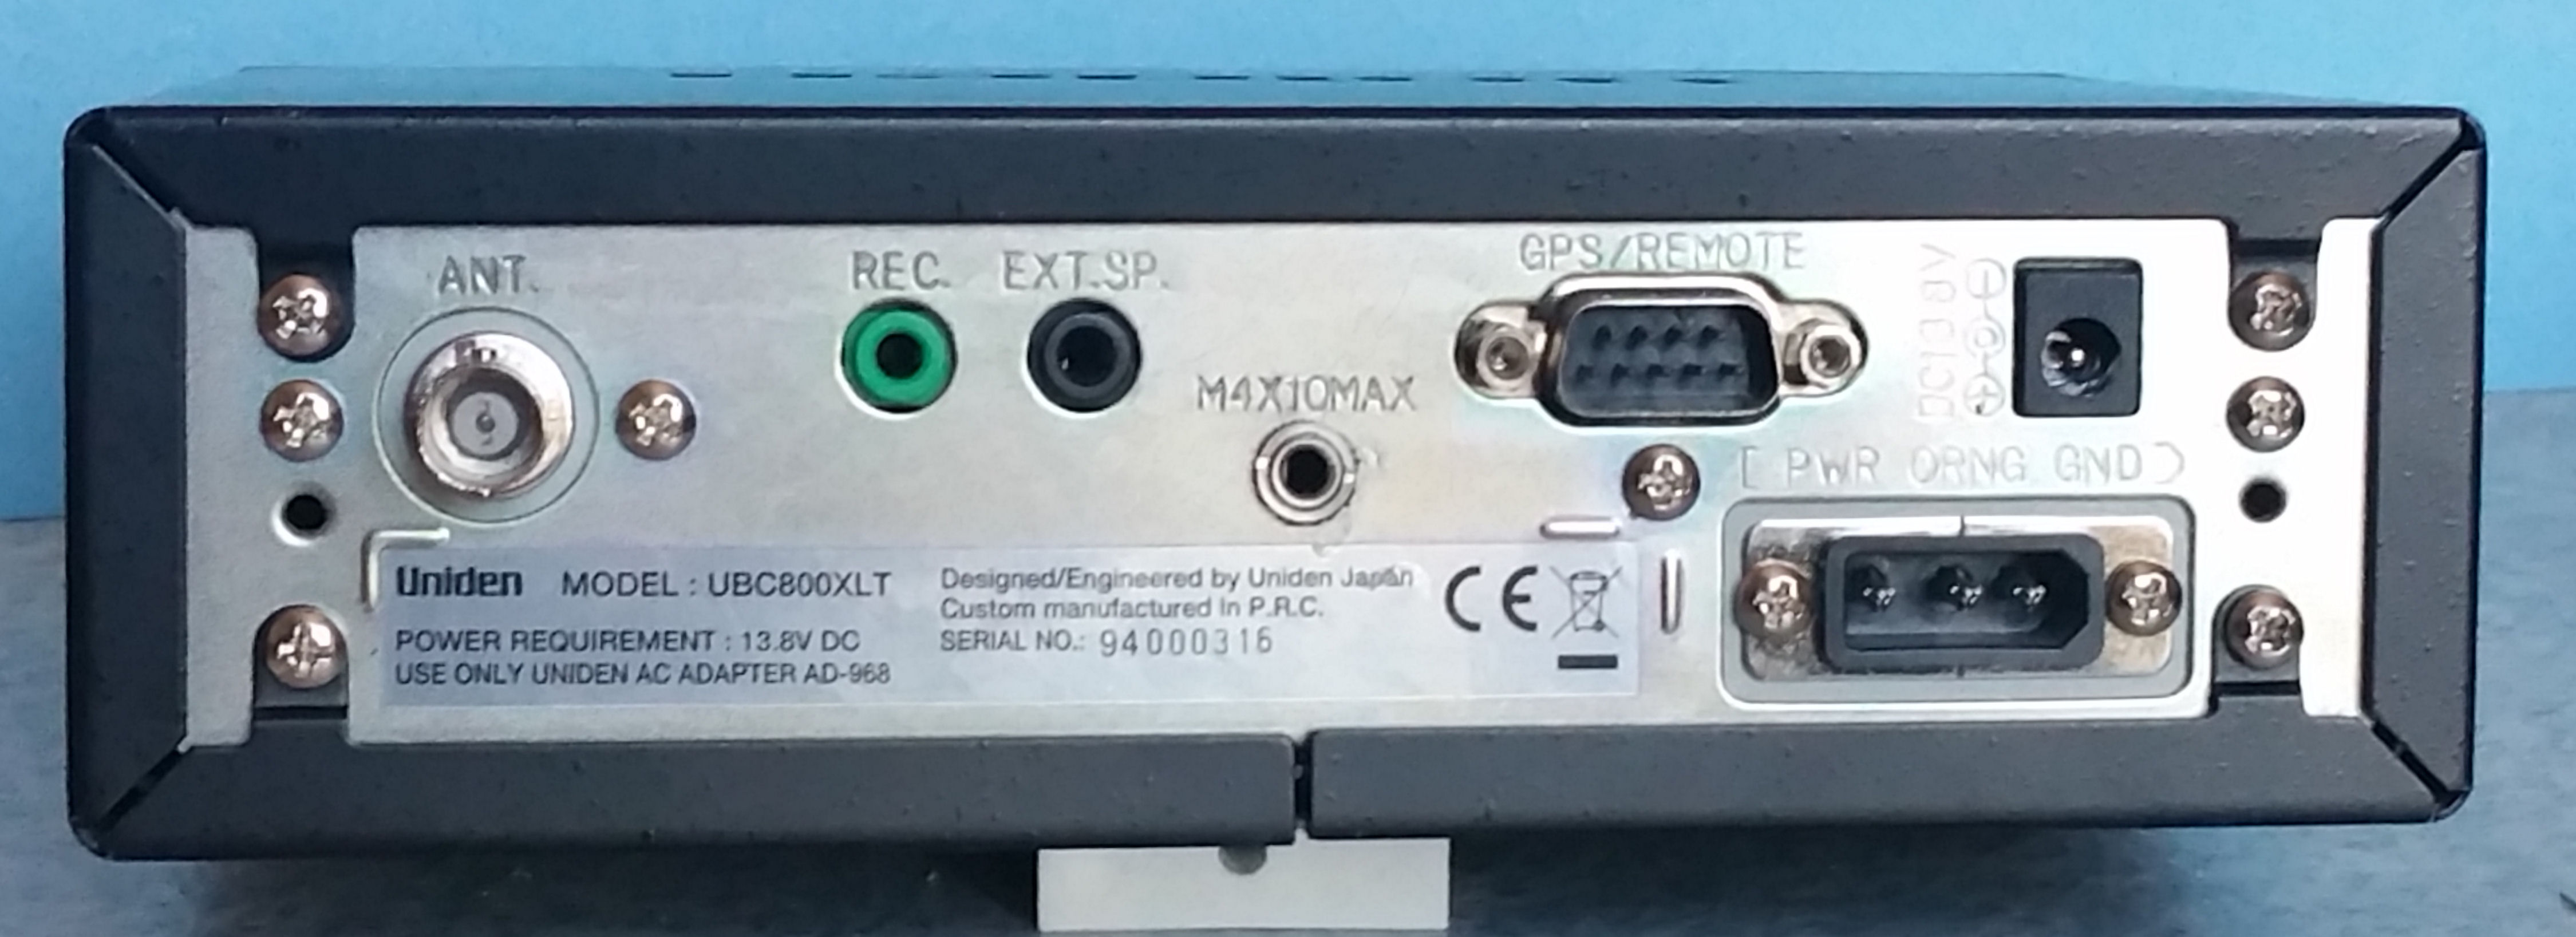 ANT.
REC. EXT.SP.
GPS/REMOTE
DC13.8V
M4X10MAX
[ PWR ORNG GND ]
Uniden MODEL : UBC800XLT
POWER REQUIREMENT : 13.8V DC
USE ONLY UNIDEN AC ADAPTER AD-968
Designed/Engineered by Uniden Japan
Custom manufactured in P.R.C.
SERIAL NO.: 94000316
CE